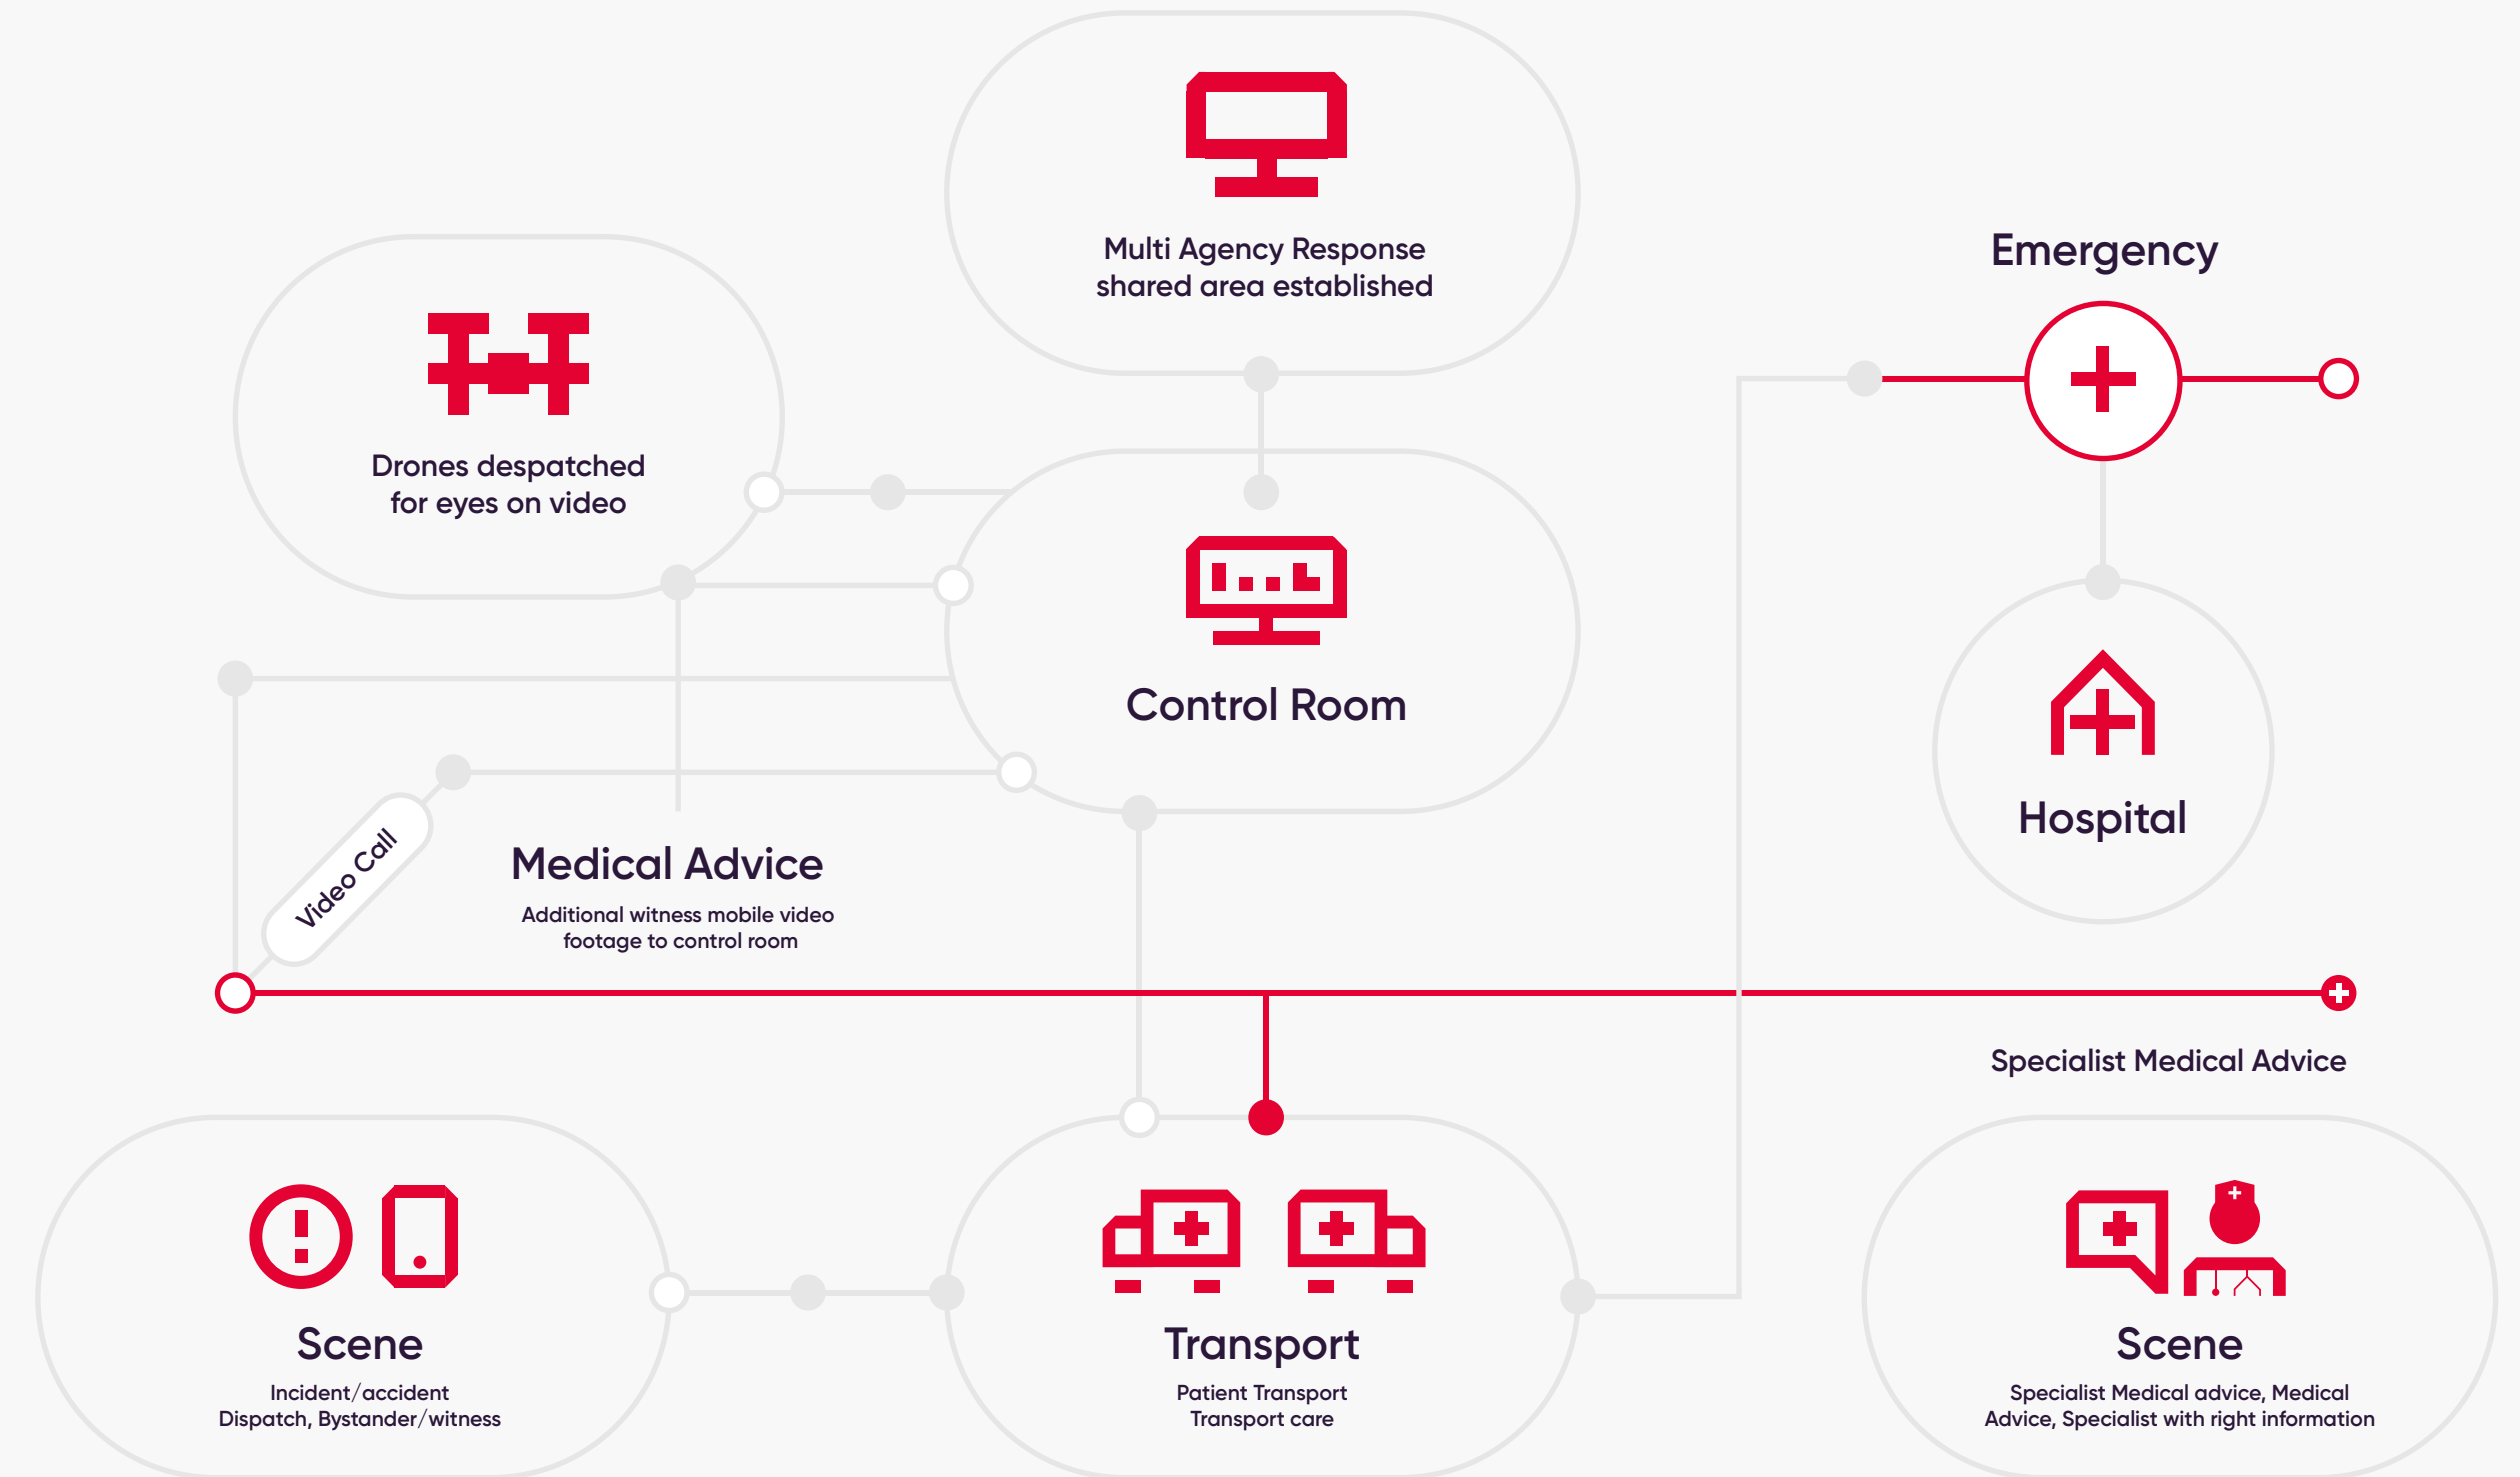 Multi Agency Response
shared area established
Emergency
Drones despatched
for eyes on video
Control Room
Hospital
Video Call
Medical Advice
Additional witness mobile video
footage to control room
Specialist Medical Advice
Scene
Incident/accident
Dispatch, Bystander/witness
Transport
Patient Transport
Transport care
Scene
Specialist Medical advice, Medical
Advice, Specialist with right information